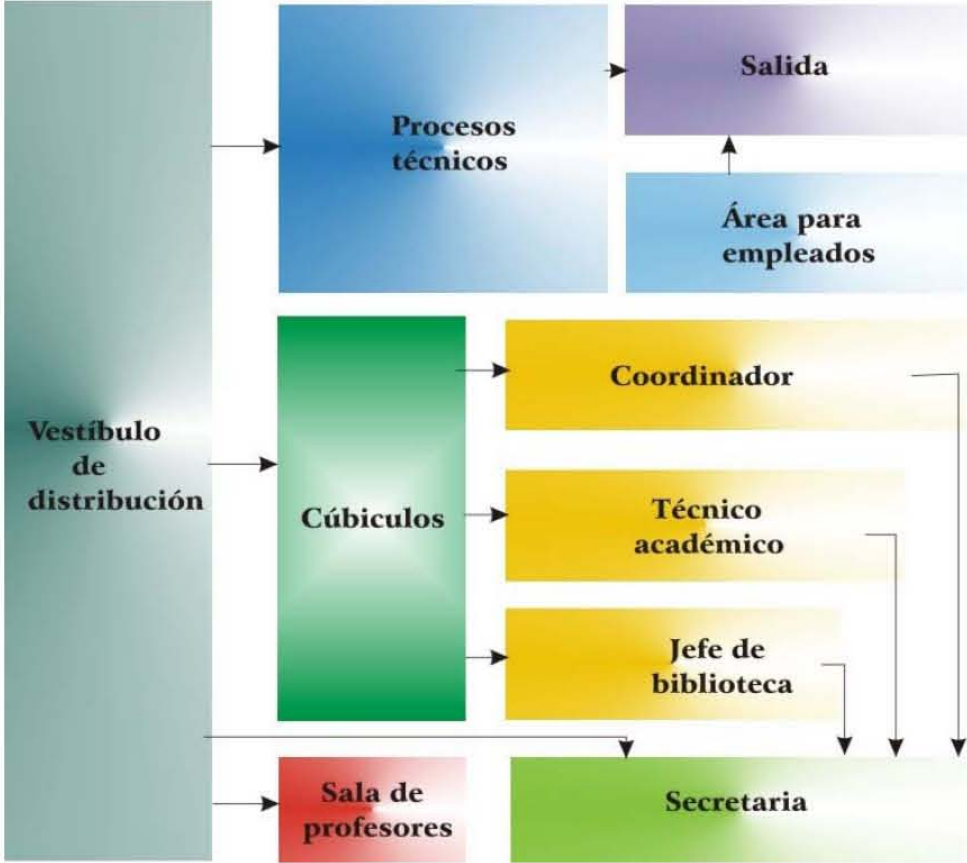 Vestíbulo
de
distribución
Procesos
técnicos
Salida
Área para
empleados
Cúbiculos
Coordinador
Técnico
académico
Jefe de
biblioteca
Sala de
profesores
Secretaria